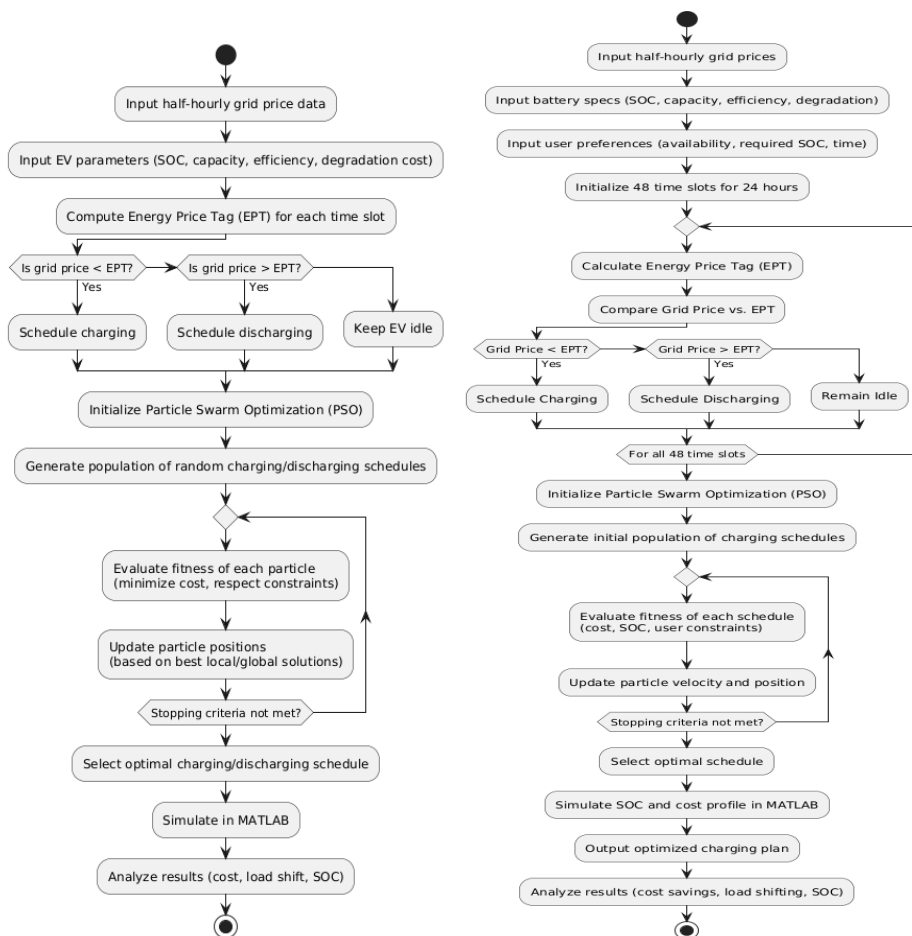 Input half-hourly grid price data
Input EV parameters (SOC, capacity, efficiency, degradation cost)
Compute Energy Price Tag (EPT) for each time slot
Is grid price < EPT?
Is grid price > EPT?
Yes
Yes
Schedule charging
Schedule discharging
Keep EV idle
Initialize Particle Swarm Optimization (PSO)
Generate population of random charging/discharging schedules
Evaluate fitness of each particle
(minimize cost, respect constraints)
Update particle positions
(based on best local/global solutions)
Stopping criteria not met?
Select optimal charging/discharging schedule
Simulate in MATLAB
Analyze results (cost, load shift, SOC)
Input half-hourly grid prices
Input battery specs (SOC, capacity, efficiency, degradation)
Input user preferences (availability, required SOC, time)
Initialize 48 time slots for 24 hours
Calculate Energy Price Tag (EPT)
Compare Grid Price vs. EPT
Grid Price < EPT?
Grid Price > EPT?
Yes
Yes
Schedule Charging
Schedule Discharging
Remain Idle
For all 48 time slots
Initialize Particle Swarm Optimization (PSO)
Generate initial population of charging schedules
Evaluate fitness of each schedule
(cost, SOC, user constraints)
Update particle velocity and position
Stopping criteria not met?
Select optimal schedule
Simulate SOC and cost profile in MATLAB
Output optimized charging plan
Analyze results (cost savings, load shifting, SOC)